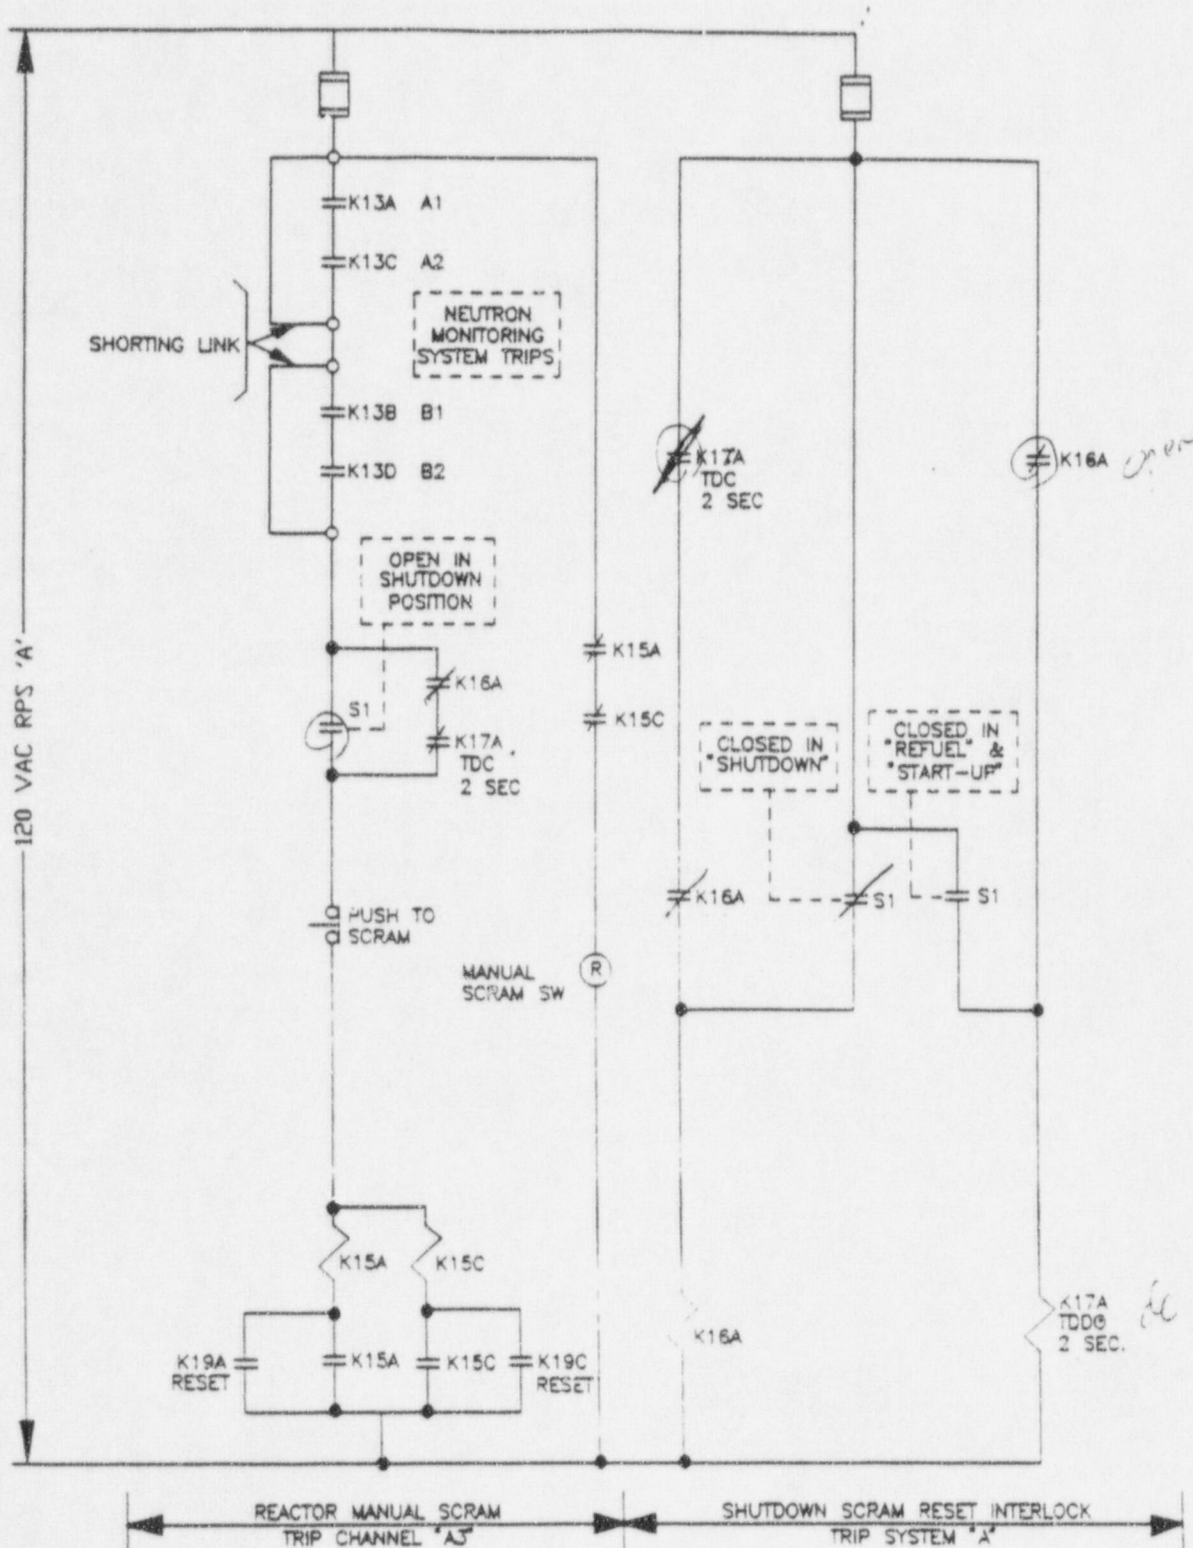 120 VAC RPS 'A'
K13A A1
K13C A2
SHORTING LINK
NEUTRON
MONITORING
SYSTEM TRIPS
K13B B1
K13D B2
OPEN IN
SHUTDOWN
POSITION
K16A
S1
K17A
TDC
2 SEC
PUSH TO
SCRAM
K15A
K15C
MANUAL
SCRAM SW
R
K17A
TDC
2 SEC
K16A
open
CLOSED IN
"SHUTDOWN"
CLOSED IN
"REFUEL" &
"START-UP"
K16A
S1
S1
K15A
K15C
K19A
RESET
K15A
K15C
K19C
RESET
K16A
K17A
TDDO
2 SEC.
REACTOR MANUAL SCRAM
TRIP CHANNEL "A3"
SHUTDOWN SCRAM RESET INTERLOCK
TRIP SYSTEM "A"